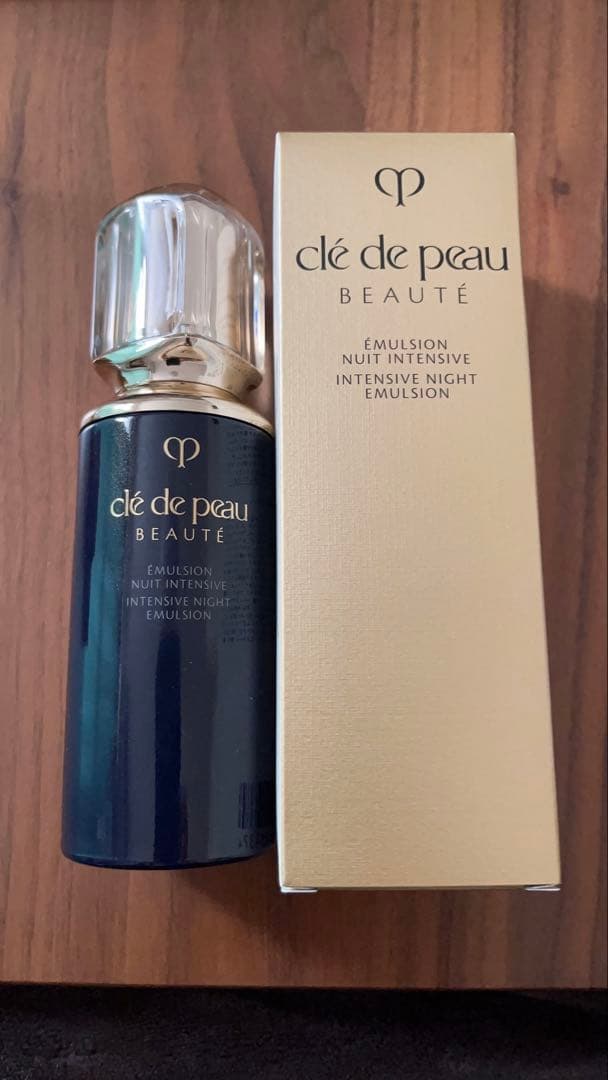 clé de peau
BEAUTÉ
ÉMULSION
NUIT INTENSIVE
INTENSIVE NIGHT
EMULSION
clé de peau
BEAUTÉ
ÉMULSION
NUIT INTENSIVE
INTENSIVE NIGHT
EMULSION